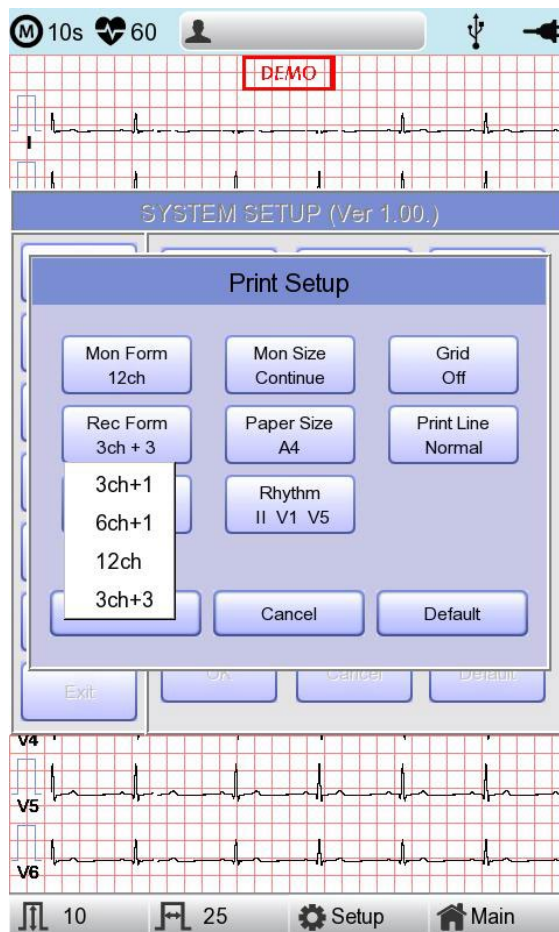 M 10s 60
DEMO
I
SYSTEM SETUP (Ver 1.00.)
Print Setup
Mon Form
12ch
Mon Size
Continue
Grid
Off
Rec Form
3ch + 3
Paper Size
A4
Print Line
Normal
3ch+1
6ch+1
12ch
3ch+3
Rhythm
II V1 V5
Cancel
Default
Exit
OK
Cancel
Default
V4
V5
V6
10
25
Setup
Main